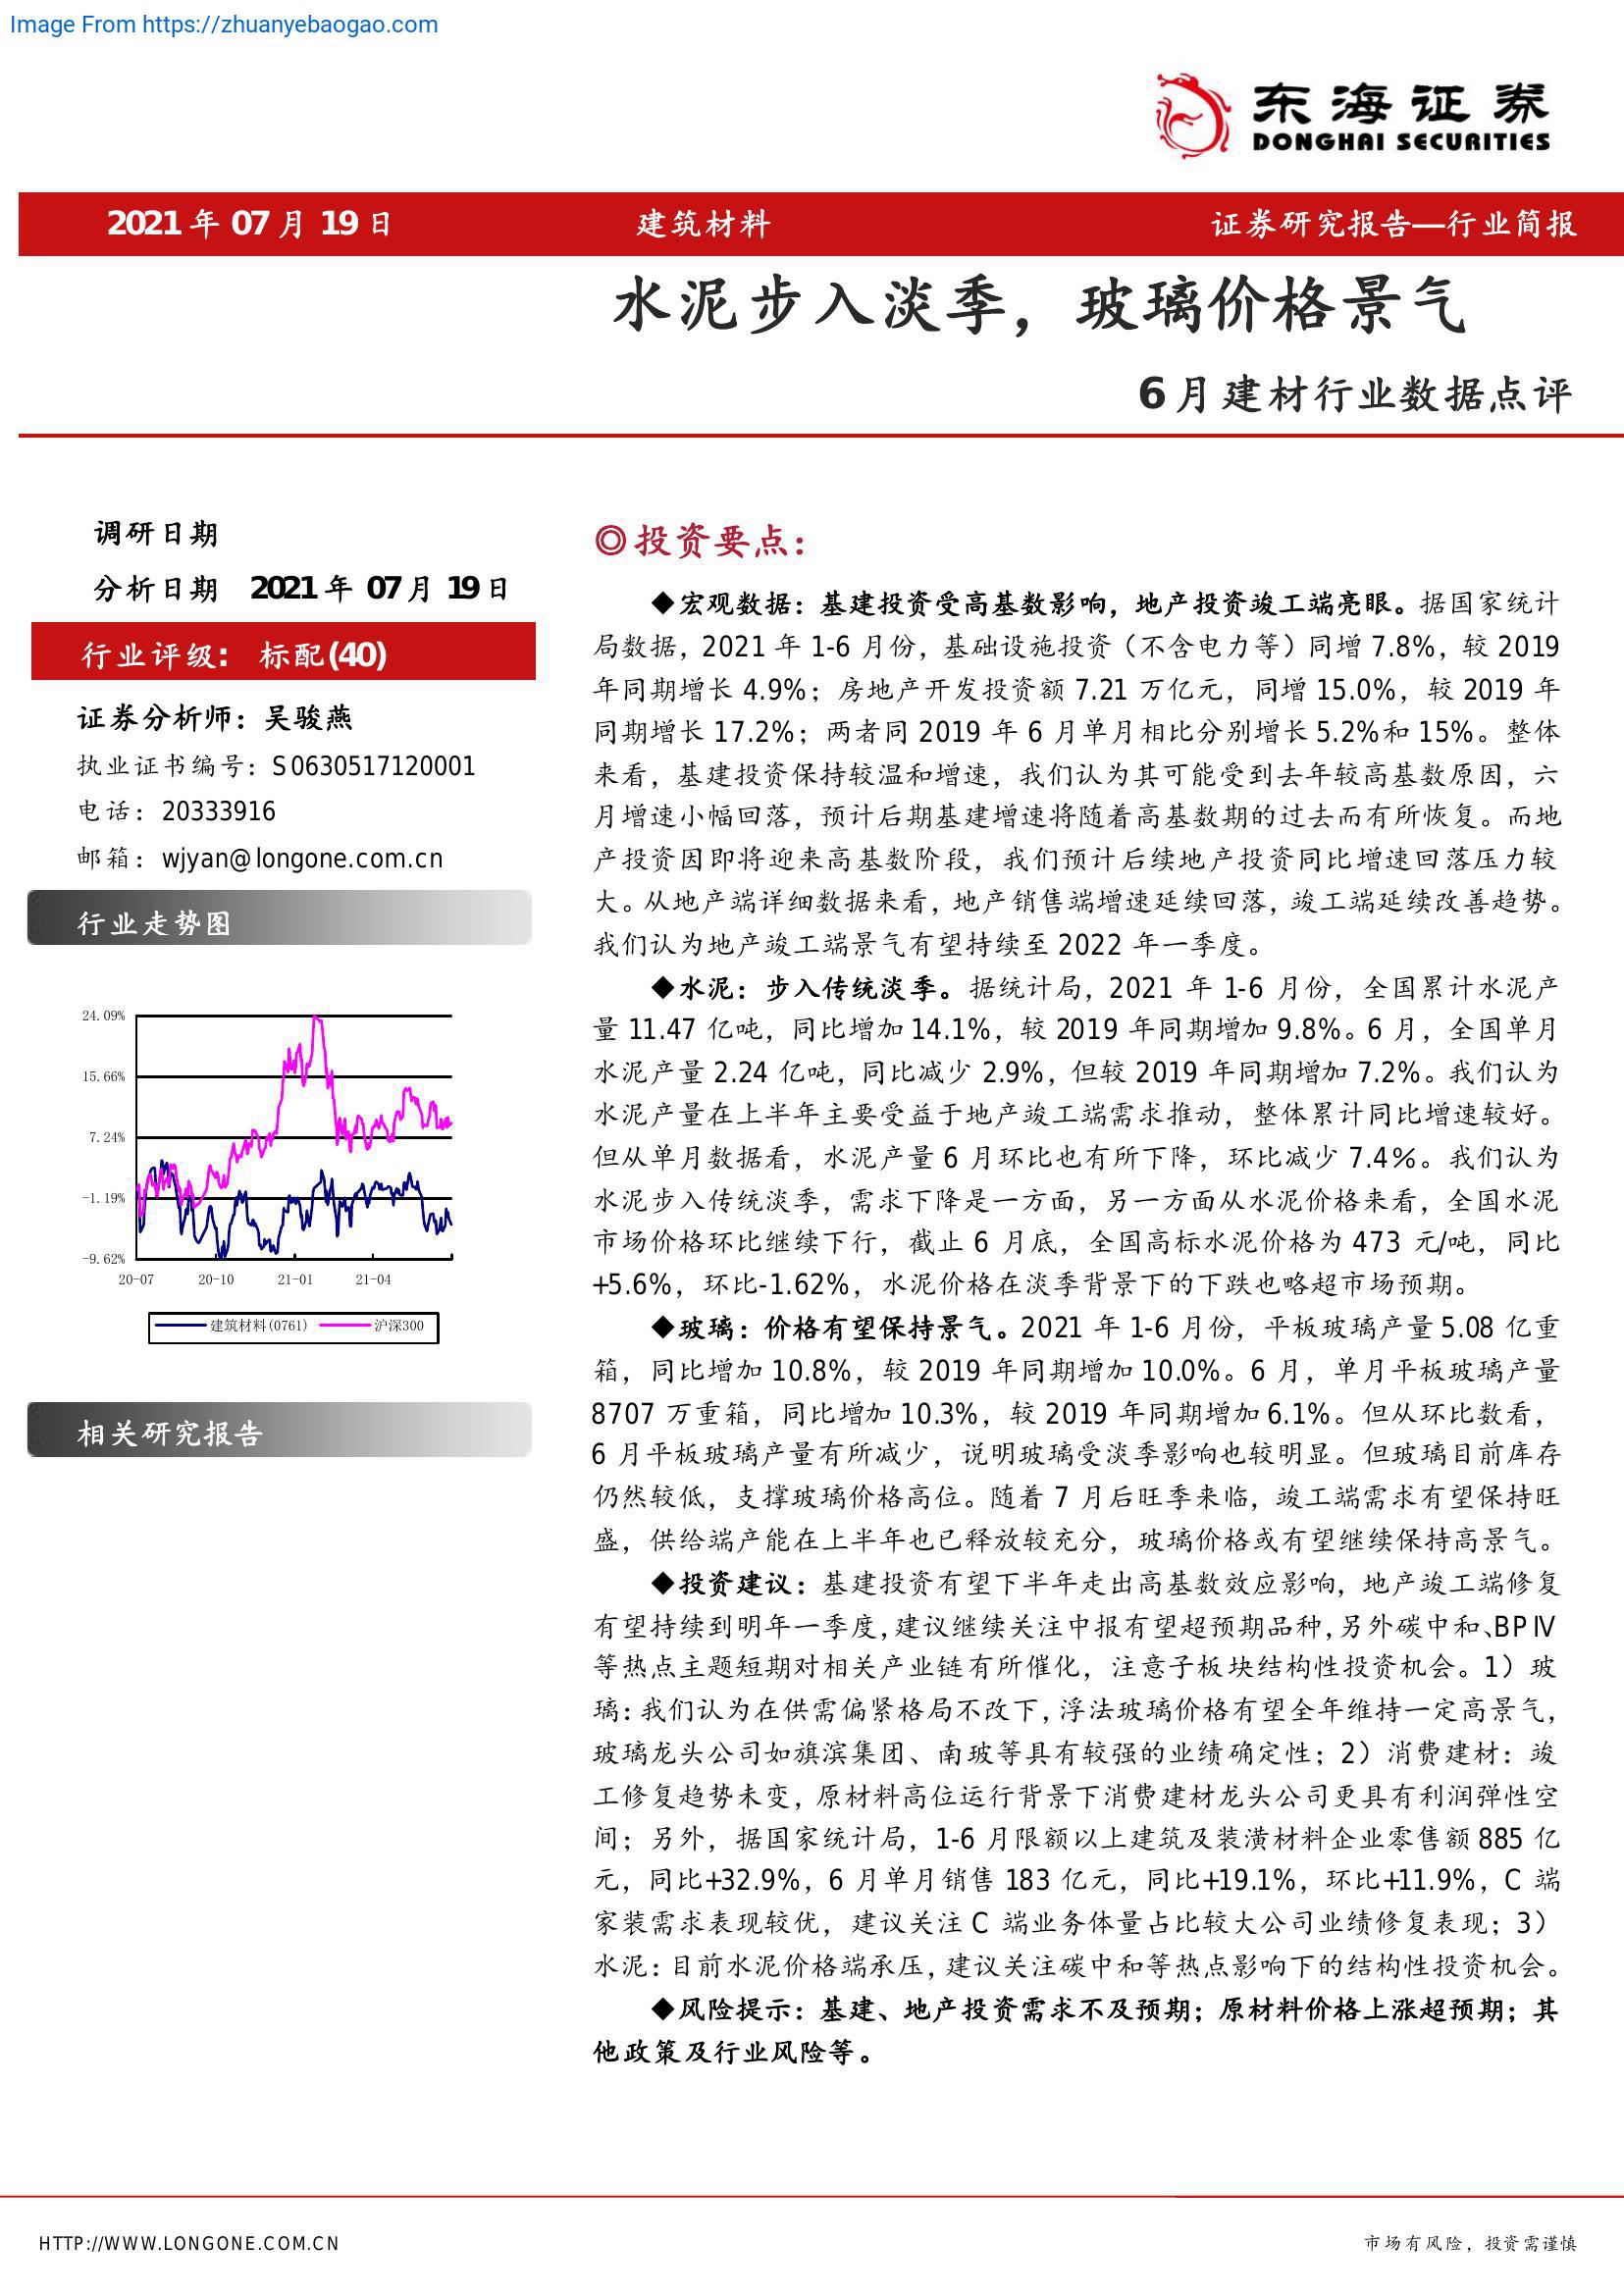 Image From https://zhuanyebaogao.com
东海证券
DONGHAI SECURITIES
2021年07月19日 建筑材料 证券研究报告—行业简报
水泥步入淡季，玻璃价格景气
6月建材行业数据点评
调研日期
分析日期 2021年07月19日
行业评级： 标配(40)
证券分析师：吴骏燕
执业证书编号：S0630517120001
电话：20333916
邮箱：wjyan@longone.com.cn
行业走势图
24.09%
15.66%
7.24%
-1.19%
-9.62%
20-07 20-10 21-01 21-04
建筑材料(0761) 沪深300
相关研究报告
◎投资要点：
◆宏观数据：基建投资受高基数影响，地产投资竣工端亮眼。据国家统计
局数据，2021 年 1-6 月份，基础设施投资（不含电力等）同增 7.8%，较 2019
年同期增长 4.9%；房地产开发投资额 7.21 万亿元，同增 15.0%，较 2019 年
同期增长 17.2%；两者同 2019 年 6 月单月相比分别增长 5.2%和 15%。整体
来看，基建投资保持较温和增速，我们认为其可能受到去年较高基数原因，六
月增速小幅回落，预计后期基建增速将随着高基数期的过去而有所恢复。而地
产投资因即将迎来高基数阶段，我们预计后续地产投资同比增速回落压力较
大。从地产端详细数据来看，地产销售端增速延续回落，竣工端延续改善趋势。
我们认为地产竣工端景气有望持续至 2022 年一季度。
◆水泥：步入传统淡季。据统计局，2021 年 1-6 月份，全国累计水泥产
量 11.47 亿吨，同比增加 14.1%，较 2019 年同期增加 9.8%。6 月，全国单月
水泥产量 2.24 亿吨，同比减少 2.9%，但较 2019 年同期增加 7.2%。我们认为
水泥产量在上半年主要受益于地产竣工端需求推动，整体累计同比增速较好。
但从单月数据看，水泥产量 6 月环比也有所下降，环比减少 7.4%。我们认为
水泥步入传统淡季，需求下降是一方面，另一方面从水泥价格来看，全国水泥
市场价格环比继续下行，截止 6 月底，全国高标水泥价格为 473 元/吨，同比
+5.6%，环比-1.62%，水泥价格在淡季背景下的下跌也略超市场预期。
◆玻璃：价格有望保持景气。2021 年 1-6 月份，平板玻璃产量 5.08 亿重
箱，同比增加 10.8%，较 2019 年同期增加 10.0%。6 月，单月平板玻璃产量
8707 万重箱，同比增加 10.3%，较 2019 年同期增加 6.1%。但从环比数看，
6 月平板玻璃产量有所减少，说明玻璃受淡季影响也较明显。但玻璃目前库存
仍然较低，支撑玻璃价格高位。随着 7 月后旺季来临，竣工端需求有望保持旺
盛，供给端产能在上半年也已释放较充分，玻璃价格或有望继续保持高景气。
◆投资建议：基建投资有望下半年走出高基数效应影响，地产竣工端修复
有望持续到明年一季度，建议继续关注中报有望超预期品种，另外碳中和、BPIV
等热点主题短期对相关产业链有所催化，注意子板块结构性投资机会。1）玻
璃：我们认为在供需偏紧格局不改下，浮法玻璃价格有望全年维持一定高景气，
玻璃龙头公司如旗滨集团、南玻等具有较强的业绩确定性；2）消费建材：竣
工修复趋势未变，原材料高位运行背景下消费建材龙头公司更具有利润弹性空
间；另外，据国家统计局，1-6 月限额以上建筑及装潢材料企业零售额 885 亿
元，同比+32.9%，6 月单月销售 183 亿元，同比+19.1%，环比+11.9%，C 端
家装需求表现较优，建议关注 C 端业务体量占比较大公司业绩修复表现；3）
水泥：目前水泥价格端承压，建议关注碳中和等热点影响下的结构性投资机会。
◆风险提示：基建、地产投资需求不及预期；原材料价格上涨超预期；其
他政策及行业风险等。
HTTP://WWW.LONGONE.COM.CN 市场有风险，投资需谨慎